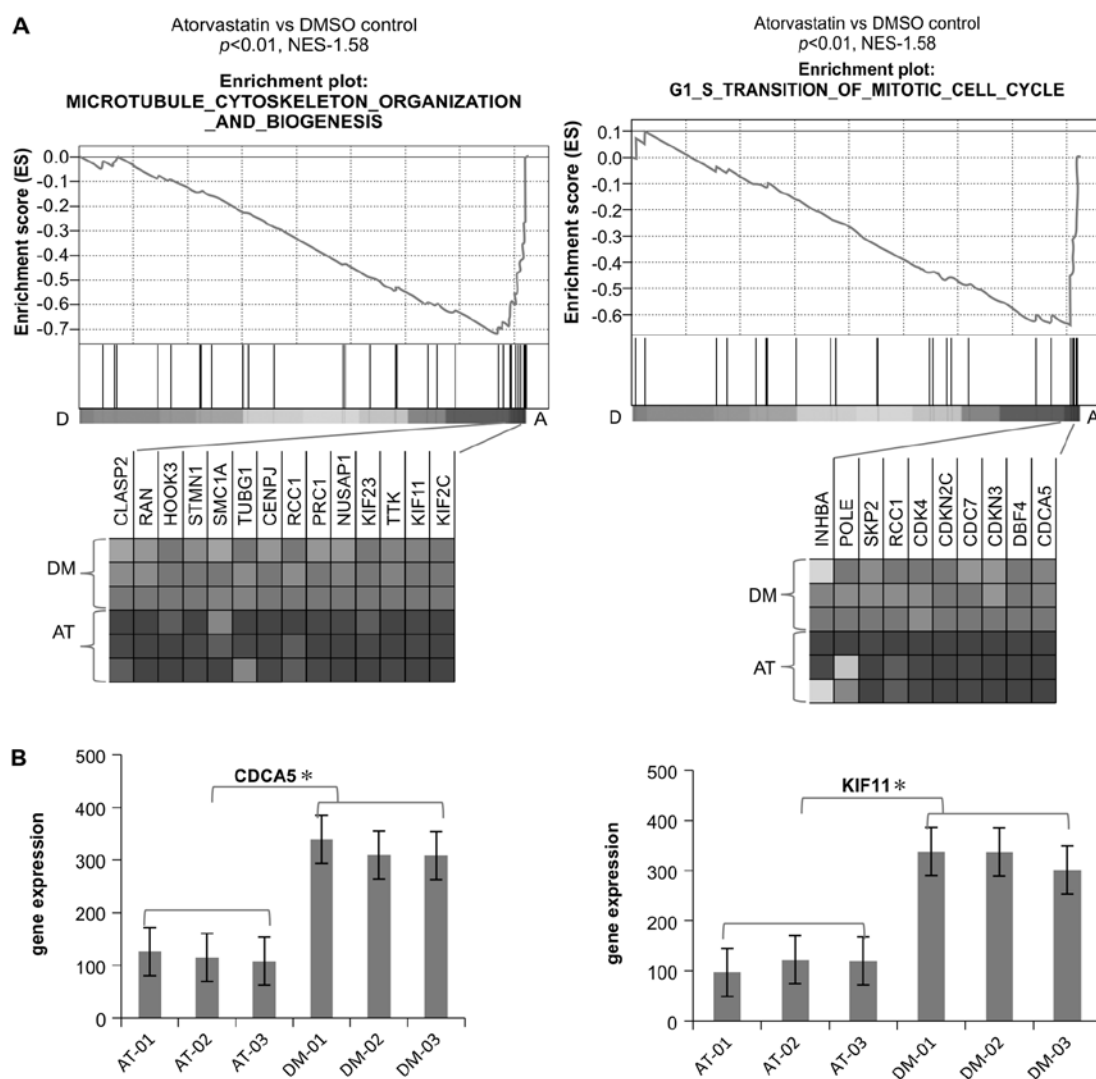 A
Atorvastatin vs DMSO control
p<0.01, NES-1.58
Enrichment plot:
MICROTUBULE_CYTOSKELETON_ORGANIZATION
_AND_BIOGENESIS
Enrichment score (ES)
0.0
-0.1
-0.2
-0.3
-0.4
-0.5
-0.6
-0.7
D
A
CLASP2
RAN
HOOK3
STMN1
SMC1A
TUBG1
CENPJ
RCC1
PRC1
NUSAP1
KIF23
TTK
KIF11
KIF2C
DM
AT
Atorvastatin vs DMSO control
p<0.01, NES-1.58
Enrichment plot:
G1_S_TRANSITION_OF_MITOTIC_CELL_CYCLE
Enrichment score (ES)
0.1
0.0
-0.1
-0.2
-0.3
-0.4
-0.5
-0.6
D
A
INHBA
POLE
SKP2
RCC1
CDK4
CDKN2C
CDC7
CDKN3
DBF4
CDCA5
DM
AT
B
CDCA5 *
gene expression
500
400
300
200
100
0
AT-01
AT-02
AT-03
DM-01
DM-02
DM-03
KIF11 *
gene expression
500
400
300
200
100
0
AT-01
AT-02
AT-03
DM-01
DM-02
DM-03